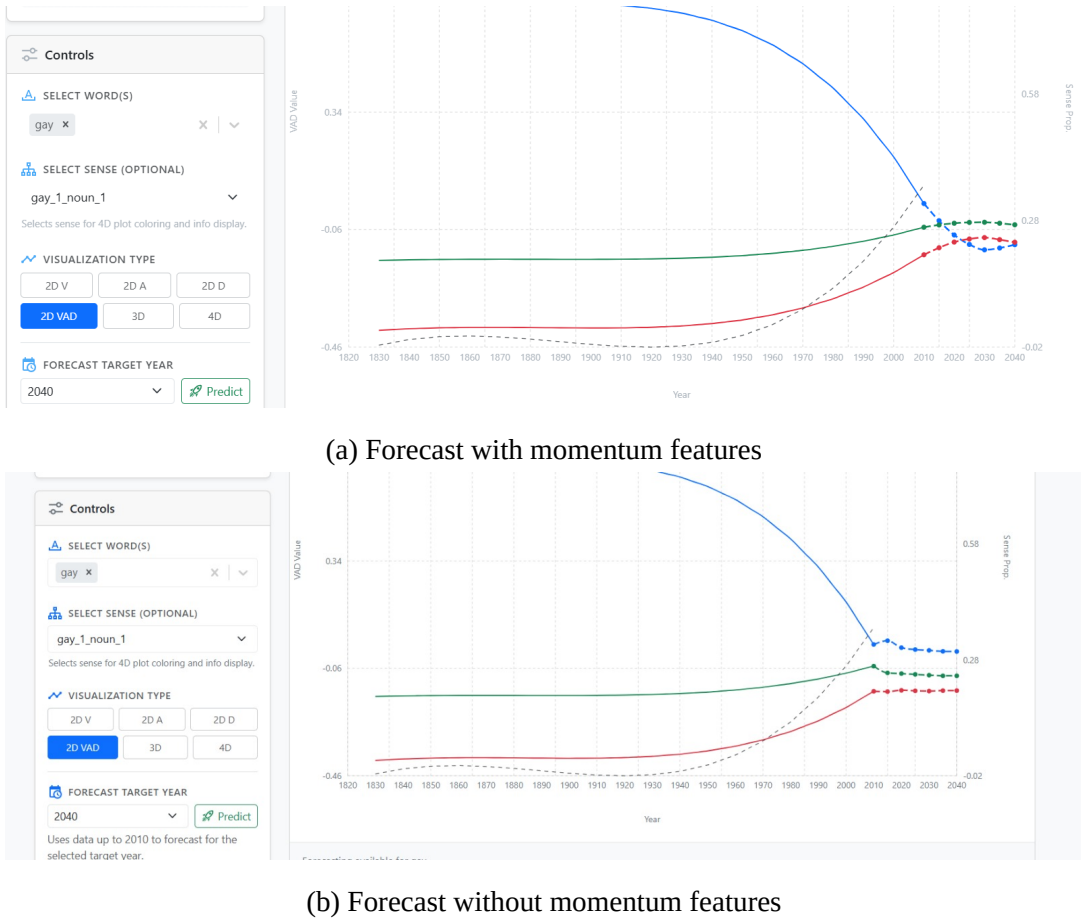 Controls
SELECT WORD(S)
gay ×
SELECT SENSE (OPTIONAL)
gay_1_noun_1
Selects sense for 4D plot coloring and info display.
VISUALIZATION TYPE
2D V 2D A 2D D
2D VAD 3D 4D
FORECAST TARGET YEAR
2040 Predict
VAD Value
0.34
-0.06
-0.46
1820 1830 1840 1850 1860 1870 1880 1890 1900 1910 1920 1930 1940 1950 1960 1970 1980 1990 2000 2010 2020 2030 2040
Year
0.58
0.28
-0.02
Sense Prop.
(a) Forecast with momentum features
Controls
SELECT WORD(S)
gay ×
SELECT SENSE (OPTIONAL)
gay_1_noun_1
Selects sense for 4D plot coloring and info display.
VISUALIZATION TYPE
2D V 2D A 2D D
2D VAD 3D 4D
FORECAST TARGET YEAR
2040 Predict
Uses data up to 2010 to forecast for the
selected target year.
VAD Value
0.34
-0.06
-0.46
1820 1830 1840 1850 1860 1870 1880 1890 1900 1910 1920 1930 1940 1950 1960 1970 1980 1990 2000 2010 2020 2030 2040
Year
0.58
0.28
-0.02
Sense Prop.
(b) Forecast without momentum features